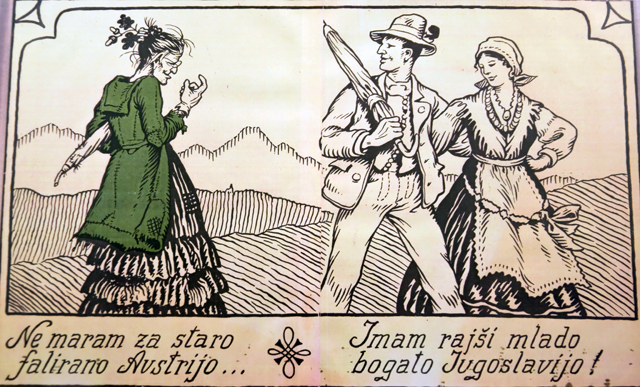 Ne maram za staro
falirano Avstrijo...
Imam rajši mlado
bogato Jugoslavijo!